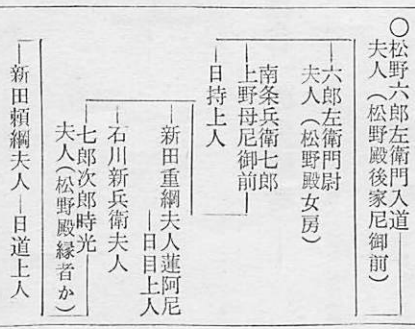 ○松野六郎左衛門入道
夫人(松野殿後家尼御前)
六郎左衛門尉
夫人(松野殿女房)
南条兵衛七郎
上野母尼御前
日持上人
新田重綱夫人蓮阿尼
日目上人
石川新兵衛夫人
七郎次郎時光
夫人(松野殿縁者か)
新田頼綱夫人―日道上人